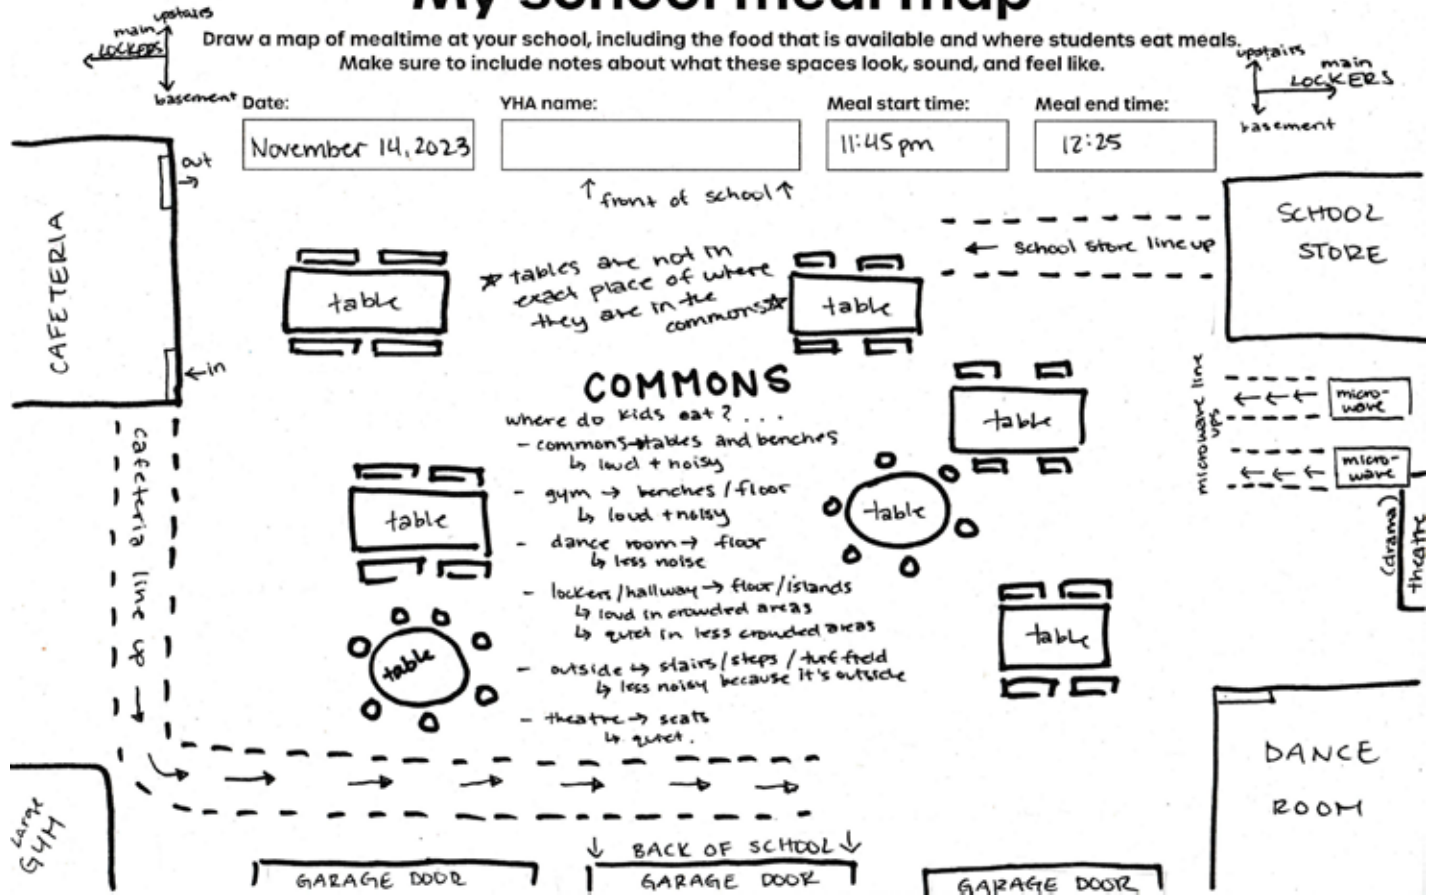 My school meal map
Draw a map of mealtime at your school, including the food that is available and where students eat meals.
Make sure to include notes about what these spaces look, sound, and feel like.
upstairs
main
LOCKERS
basement
upstairs
main
LOCKERS
basement
Date:
November 14, 2023
YHA name:
Meal start time:
11:45 pm
Meal end time:
12:25
↑ front of school ↑
CAFETERIA
out
→
←in
SCHOOL
STORE
← school store line up
table
☆ tables are not in
exact place of where
they are in the
commons☆
table
COMMONS
where do kids eat? ...
- commons→tables and benches
↳ loud + noisy
- gym → benches/floor
↳ loud + noisy
- dance room → floor
↳ less noise
- lockers/hallway → floor/islands
↳ loud in crowded areas
↳ quiet in less crowded areas
- outside ↔ stairs/steps/turf field
↳ less noisy because it's outside
- theatre → seats
↳ quiet.
table
table
table
table
table
microwave line
ups
micro-
wave
micro-
wave
(drama)
theatre
cafeteria line up
Large
GYM
DANCE
ROOM
↓ BACK OF SCHOOL ↓
GARAGE DOOR
GARAGE DOOR
GARAGE DOOR